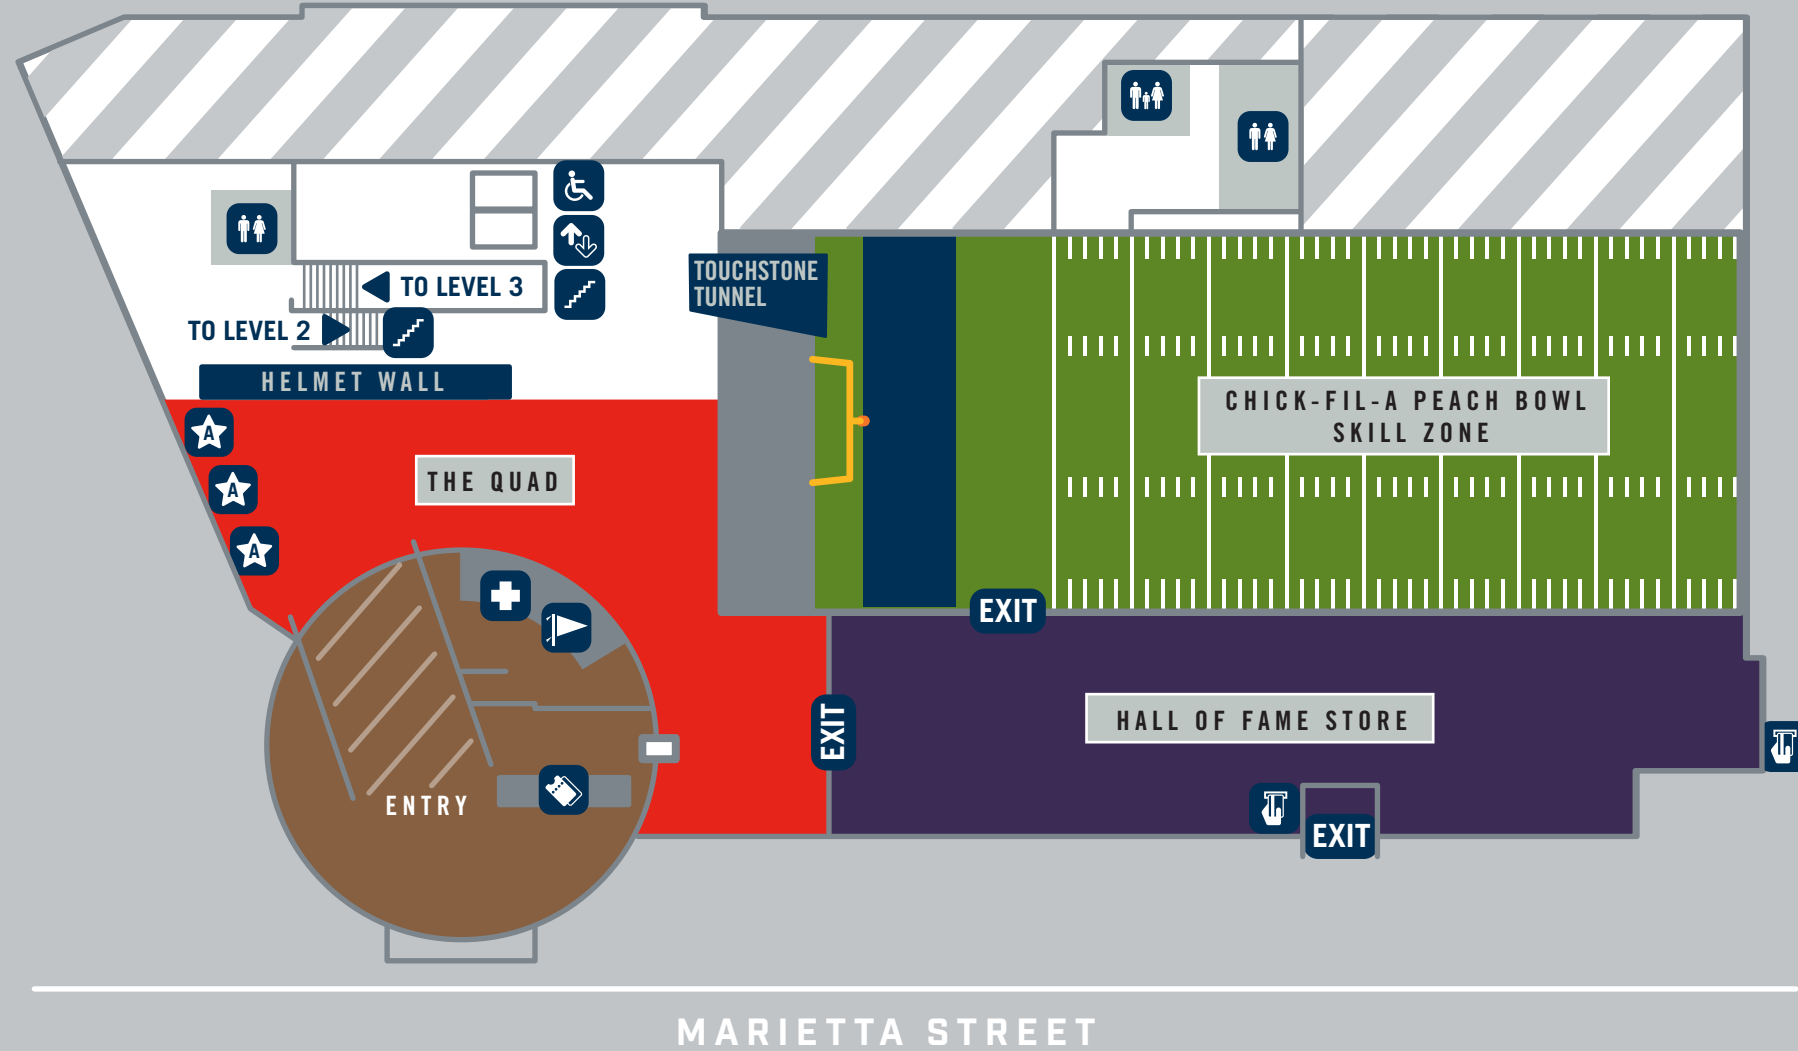 TOUCHSTONE
TUNNEL
TO LEVEL 3
TO LEVEL 2
HELMET WALL
A
A
A
THE QUAD
CHICK-FIL-A PEACH BOWL
SKILL ZONE
EXIT
EXIT
HALL OF FAME STORE
ENTRY
EXIT
MARIETTA STREET